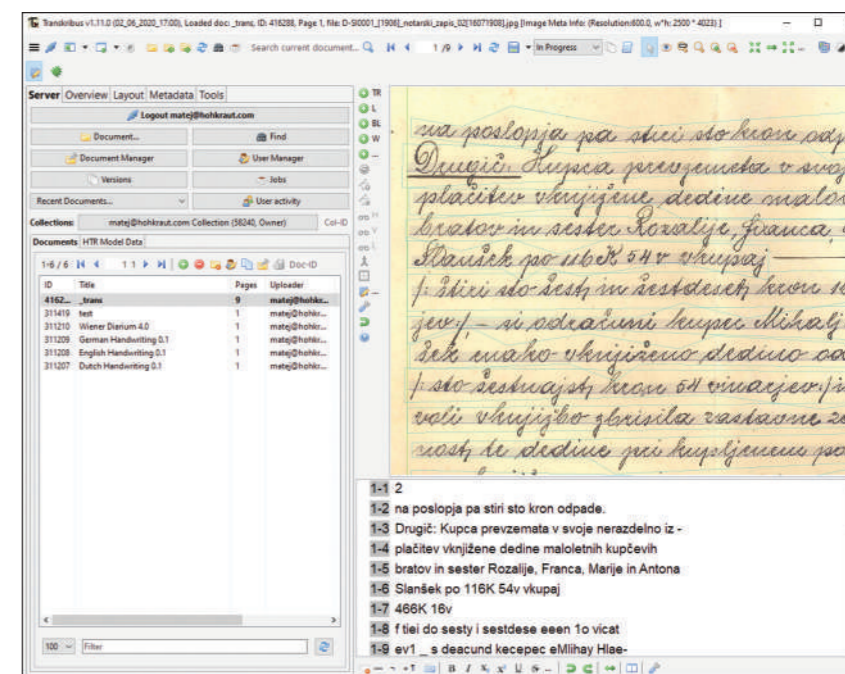 Transkribus v1.11.0 (02_06_2020_17:00), Loaded doc: _trans, ID: 416288, Page 1, file: D-SI0001_[1908]_notarski_zapis_02[16071908].jpg [Image Meta Info: (Resolution:600.0, w*h: 2500 * 4023) ]
Search current document... 1 /9 In Progress
Server Overview Layout Metadata Tools
Logout matej@hohkraut.com
Document... Find
Document Manager User Manager
Versions Jobs
Recent Documents... User activity
Collections: matej@hohkraut.com Collection (58240, Owner) Col-ID
Documents HTR Model Data
1-6 / 6 1 1 Doc-ID
ID Title Pages Uploader
4162... _trans 9 matej@hohkr...
311419 test 1 matej@hohkr...
311210 Wiener Diarium 4.0 1 matej@hohkr...
311209 German Handwriting 0.1 1 matej@hohkr...
311208 English Handwriting 0.1 1 matej@hohkr...
311207 Dutch Handwriting 0.1 1 matej@hohkr...
100 Filter
TR
L
BL
W
...
H
V
L
na poslopja pa stiri sto kron odp
Drugič: Kupca prevzemeta v svoj
plačitev vknjižene dedine malo
bratov in sester Rozalije, Franca,
Slanšek po 116 K 54 v vkupaj
/: štiri sto šest in šestdeset kron
jev:/ – si odračuni kupec Mihalj
šek enako vknjiženo dedino od
/: sto šestnajst kron 54 vinarjev:/
voli vknjižbo zbrisila zastavne
nost te dedine pri kupljenem po
1-1 2
1-2 na poslopja pa stiri sto kron odpade.
1-3 Drugič: Kupca prevzemata v svoje nerazdelno iz -
1-4 plačitev vknjižene dedine maloletnih kupčevih
1-5 bratov in sester Rozalije, Franca, Marije in Antona
1-6 Slanšek po 116K 54v vkupaj
1-7 466K 16v
1-8 f tiei do sesty i sestdese eeen 1o vicat
1-9 ev1 _ s deacund kecepec eMlihay Hlae-